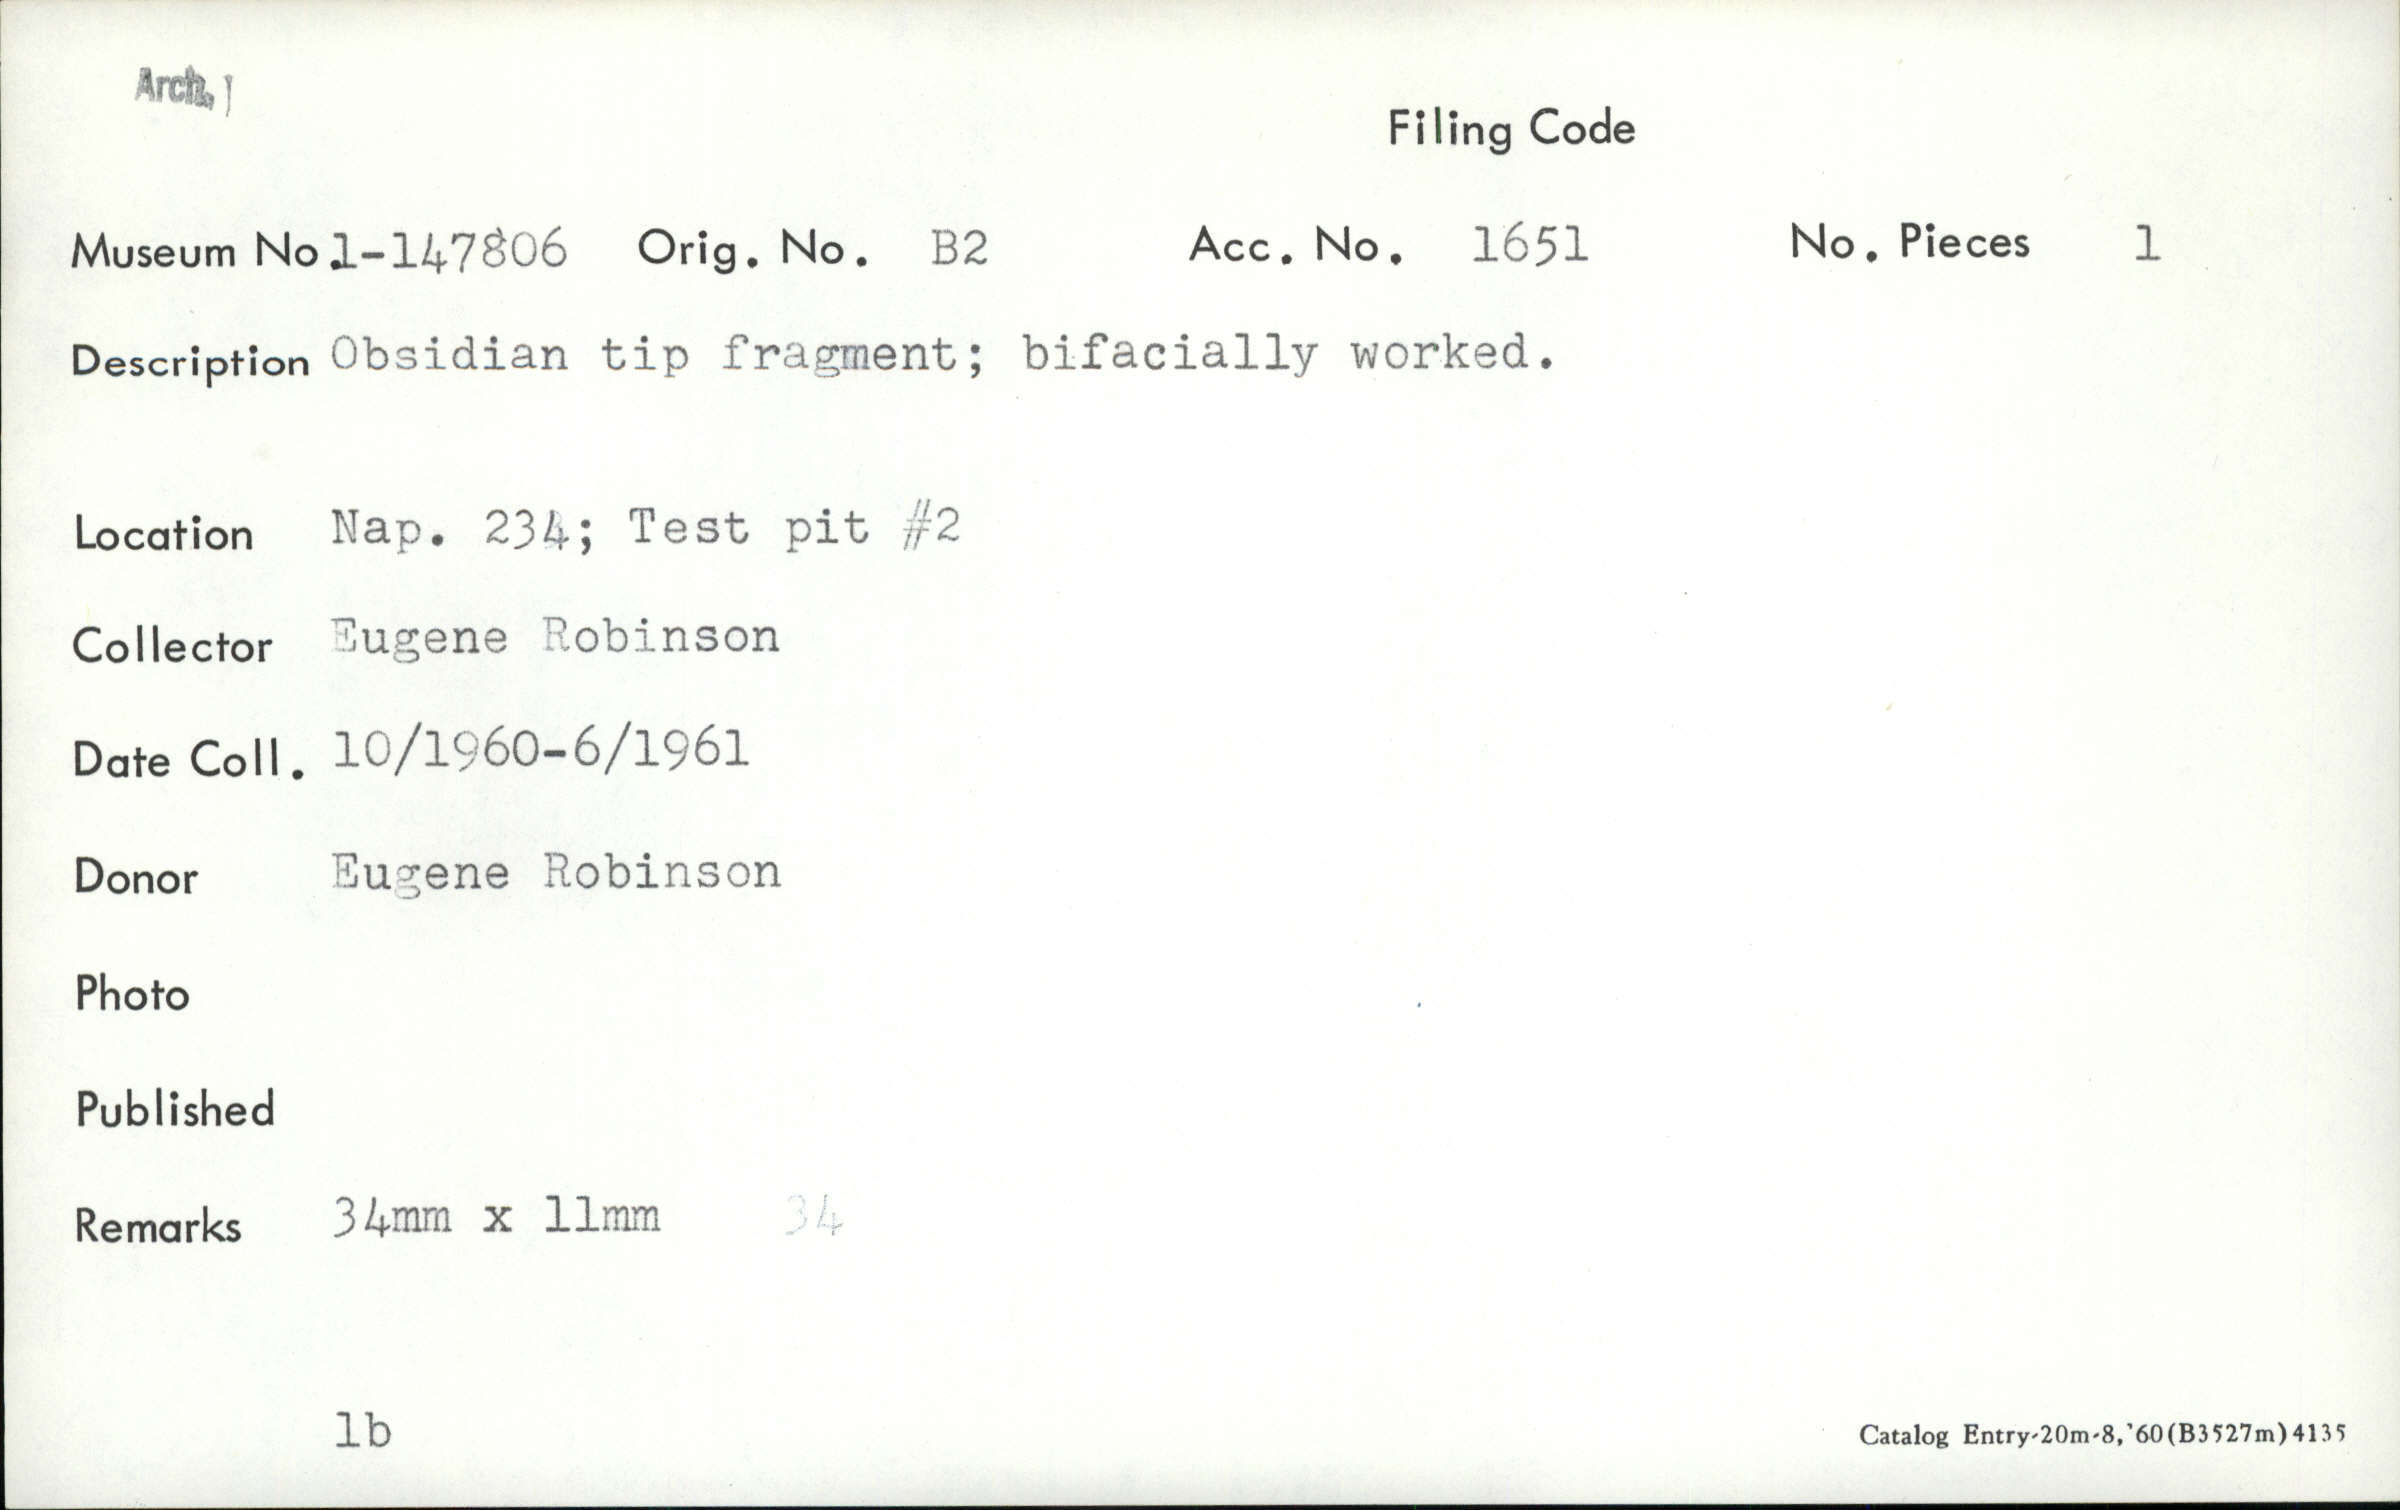 Arch.
Filing Code
Museum No. 1-147806 Orig. No. B2 Acc. No. 1651 No. Pieces 1
Description Obsidian tip fragment; bifacially worked.
Location Nap. 234; Test pit #2
Collector Eugene Robinson
Date Coll. 10/1960-6/1961
Donor Eugene Robinson
Photo
Published
Remarks 34mm x 11mm 34
lb
Catalog Entry-20m-8,'60(B3527m)4135